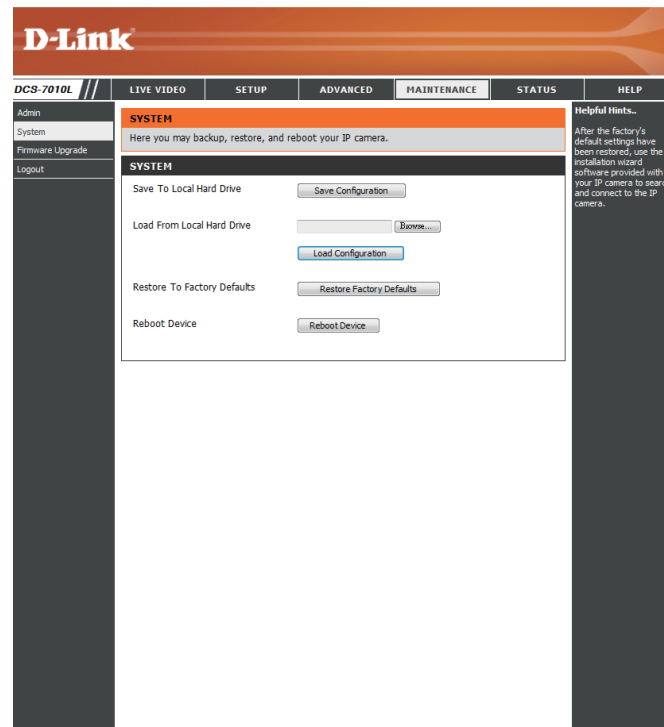 D-Link
DCS-7010L
LIVE VIDEO
SETUP
ADVANCED
MAINTENANCE
STATUS
HELP
Admin
System
Firmware Upgrade
Logout
SYSTEM
Here you may backup, restore, and reboot your IP camera.
SYSTEM
Save To Local Hard Drive
Save Configuration
Load From Local Hard Drive
Browse...
Load Configuration
Restore To Factory Defaults
Restore Factory Defaults
Reboot Device
Reboot Device
Helpful Hints..
After the factory's
default settings have
been restored, use the
installation wizard
software provided with
your IP camera to searc
and connect to the IP
camera.